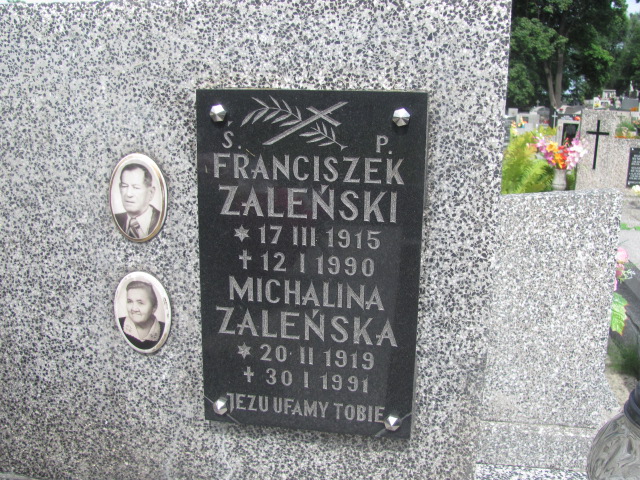 Ś. P.
FRANCISZEK
ZALEŃSKI
* 17 III 1915
+ 12 I 1990
MICHALINA
ZALEŃSKA
* 20 II 1919
+ 30 I 1991
JEZU UFAMY TOBIE